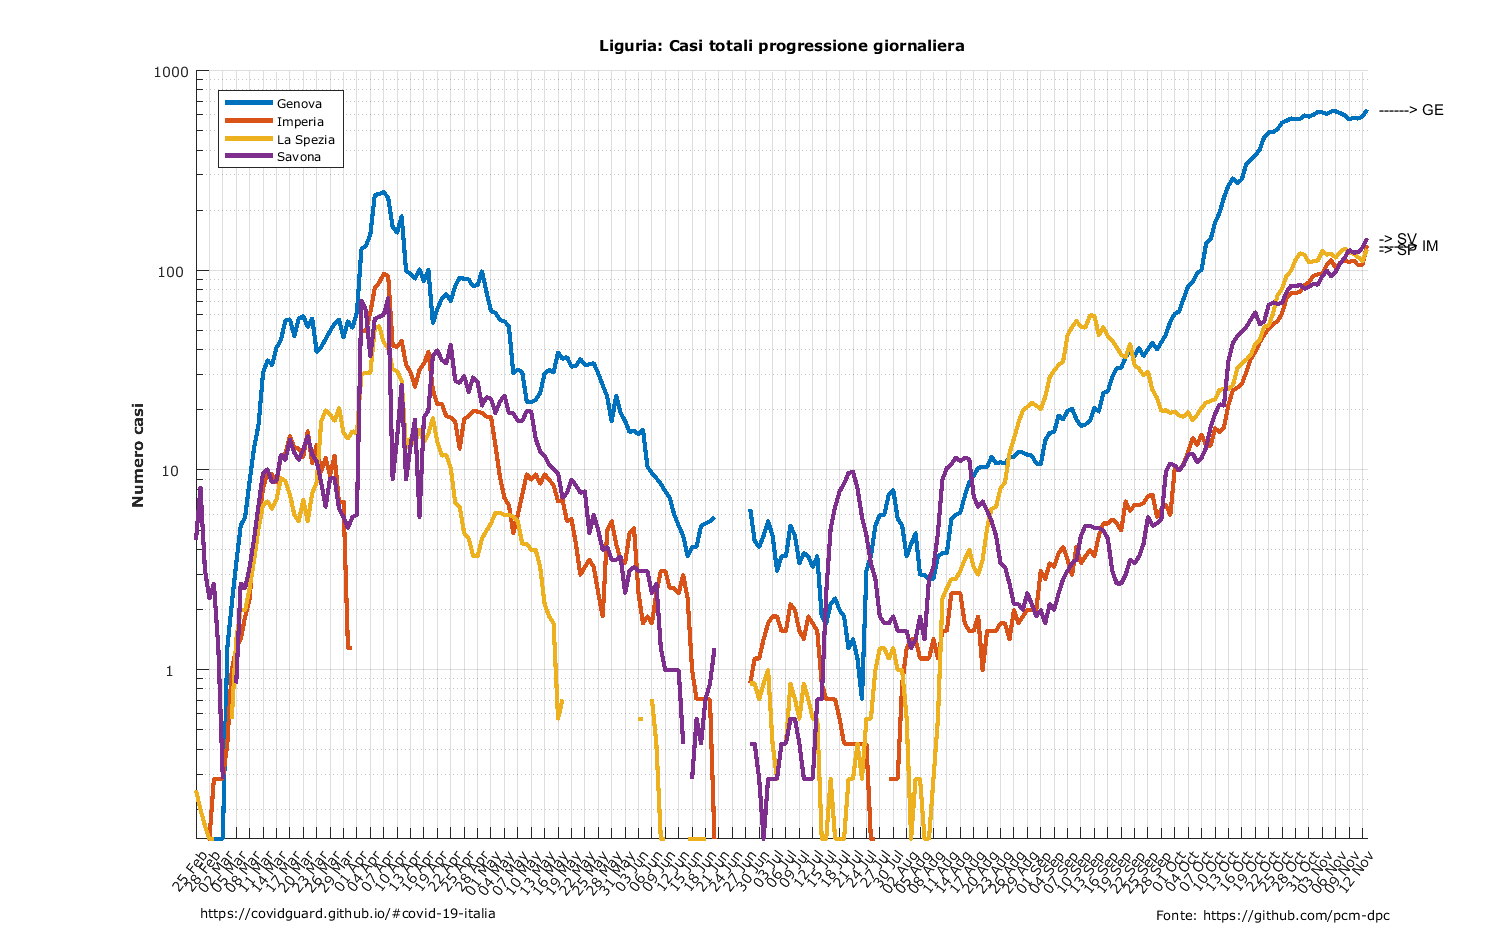 Liguria: Casi totali progressione giornaliera
1000
100
10
1
Numero casi
Genova
Imperia
La Spezia
Savona
------> GE
-> SV
-----> IM
-> SP
25 Feb
28 Feb
02 Mar
05 Mar
08 Mar
11 Mar
14 Mar
17 Mar
20 Mar
23 Mar
26 Mar
29 Mar
01 Apr
04 Apr
07 Apr
10 Apr
13 Apr
16 Apr
19 Apr
22 Apr
25 Apr
28 Apr
01 May
04 May
07 May
10 May
13 May
16 May
19 May
22 May
25 May
28 May
31 May
03 Jun
06 Jun
09 Jun
12 Jun
15 Jun
18 Jun
21 Jun
24 Jun
27 Jun
30 Jun
03 Jul
06 Jul
09 Jul
12 Jul
15 Jul
18 Jul
21 Jul
24 Jul
27 Jul
30 Jul
02 Aug
05 Aug
08 Aug
11 Aug
14 Aug
17 Aug
20 Aug
23 Aug
26 Aug
29 Aug
01 Sep
04 Sep
07 Sep
10 Sep
13 Sep
16 Sep
19 Sep
22 Sep
25 Sep
28 Sep
01 Oct
04 Oct
07 Oct
10 Oct
13 Oct
16 Oct
19 Oct
22 Oct
25 Oct
28 Oct
31 Oct
03 Nov
06 Nov
09 Nov
12 Nov
https://covidguard.github.io/#covid-19-italia
Fonte: https://github.com/pcm-dpc